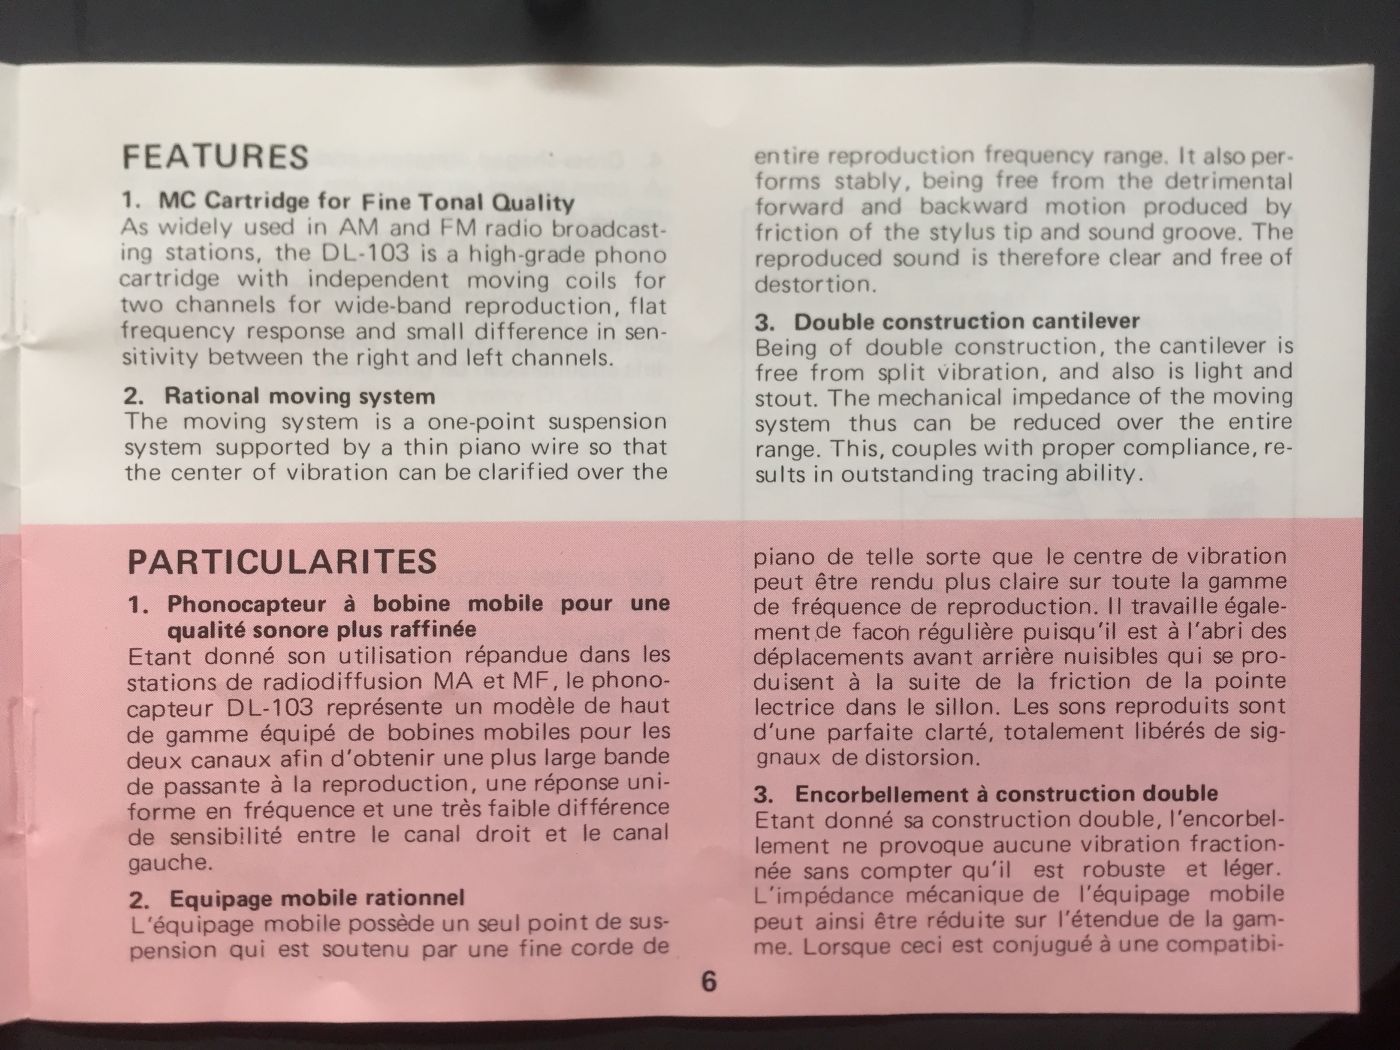 FEATURES
1. MC Cartridge for Fine Tonal Quality
As widely used in AM and FM radio broadcast-
ing stations, the DL-103 is a high-grade phono
cartridge with independent moving coils for
two channels for wide-band reproduction, flat
frequency response and small difference in sen-
sitivity between the right and left channels.
2. Rational moving system
The moving system is a one-point suspension
system supported by a thin piano wire so that
the center of vibration can be clarified over the
entire reproduction frequency range. It also per-
forms stably, being free from the detrimental
forward and backward motion produced by
friction of the stylus tip and sound groove. The
reproduced sound is therefore clear and free of
destortion.
3. Double construction cantilever
Being of double construction, the cantilever is
free from split vibration, and also is light and
stout. The mechanical impedance of the moving
system thus can be reduced over the entire
range. This, couples with proper compliance, re-
sults in outstanding tracing ability.
PARTICULARITES
1. Phonocapteur à bobine mobile pour une
qualité sonore plus raffinée
Etant donné son utilisation répandue dans les
stations de radiodiffusion MA et MF, le phono-
capteur DL-103 représente un modèle de haut
de gamme équipé de bobines mobiles pour les
deux canaux afin d'obtenir une plus large bande
de passante à la reproduction, une réponse uni-
forme en fréquence et une très faible différence
de sensibilité entre le canal droit et le canal
gauche.
2. Equipage mobile rationnel
L'équipage mobile possède un seul point de sus-
pension qui est soutenu par une fine corde de
piano de telle sorte que le centre de vibration
peut être rendu plus claire sur toute la gamme
de fréquence de reproduction. Il travaille égale-
ment de facon régulière puisqu'il est à l'abri des
déplacements avant arrière nuisibles qui se pro-
duisent à la suite de la friction de la pointe
lectrice dans le sillon. Les sons reproduits sont
d'une parfaite clarté, totalement libérés de sig-
gnaux de distorsion.
3. Encorbellement à construction double
Etant donné sa construction double, l'encorbel-
lement ne provoque aucune vibration fraction-
née sans compter qu'il est robuste et léger.
L'impédance mécanique de l'équipage mobile
peut ainsi être réduite sur l'étendue de la gam-
me. Lorsque ceci est conjugué à une compatibi-
6